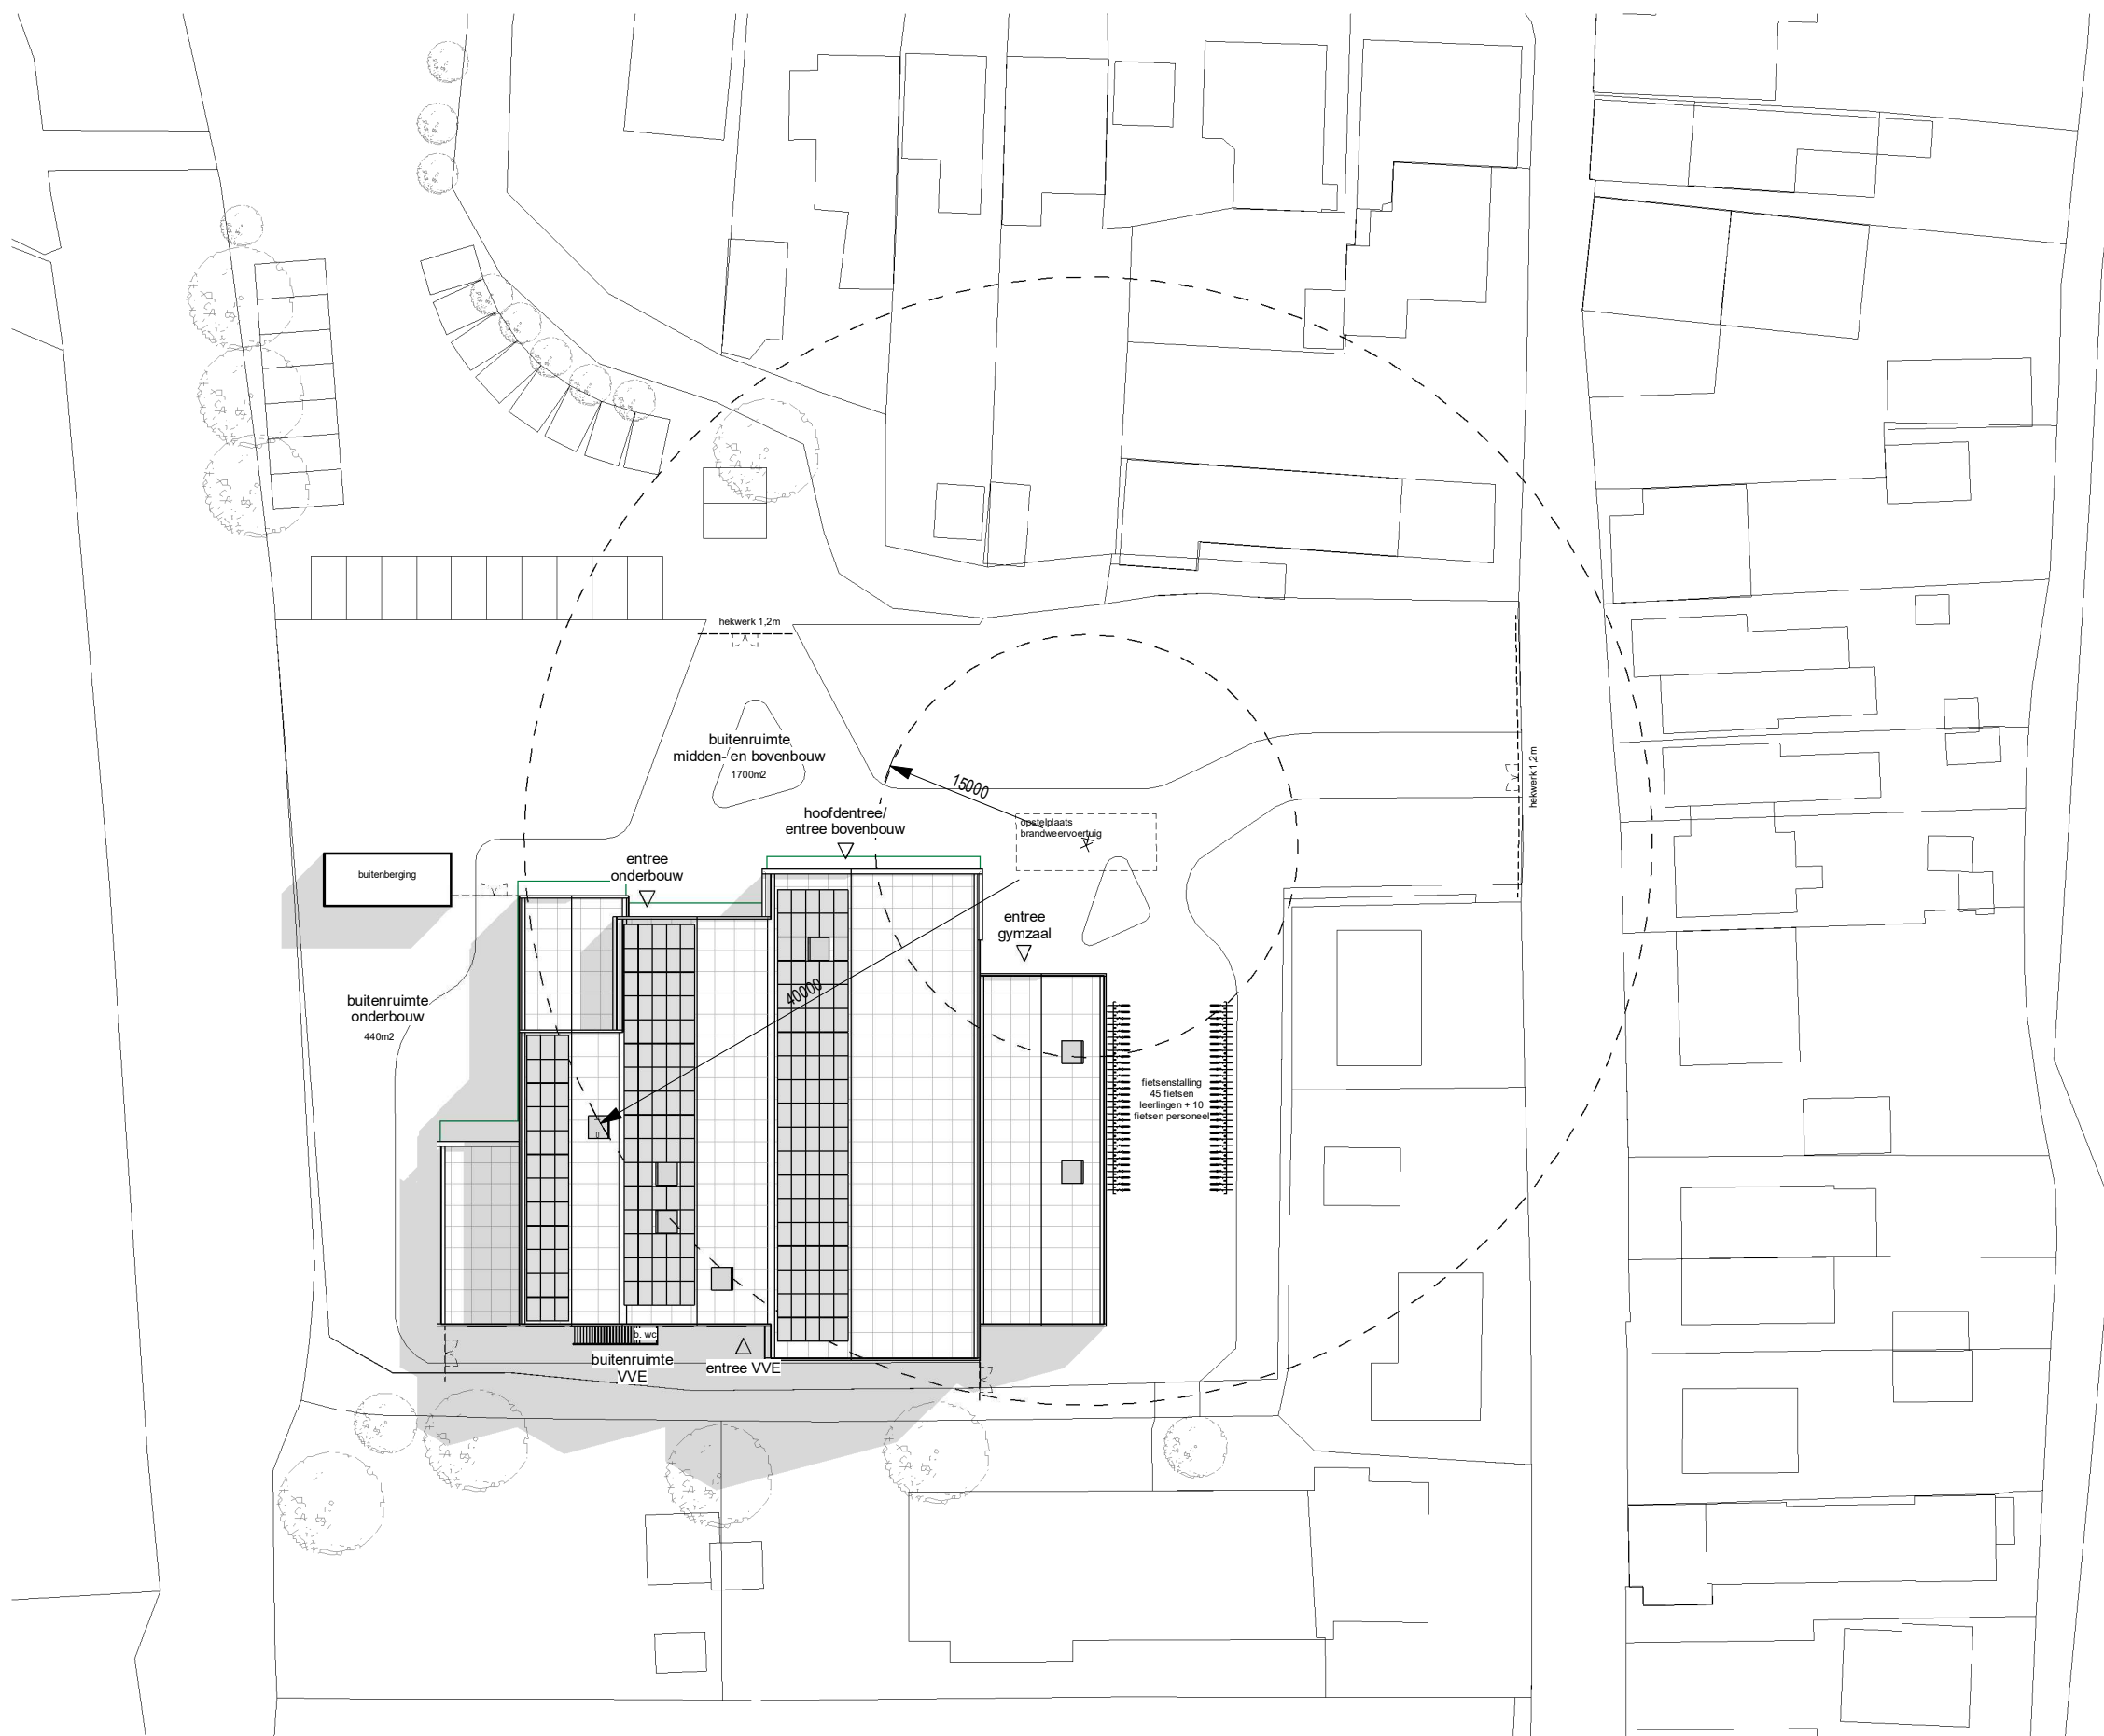 hekwerk 1,2m
buitenruimte
midden- en bovenbouw
1700m2
hekwerk 1,2m
15000
hoofdentree/
entree bovenbouw
opstelplaats
brandweervoertuig
entree
onderbouw
buitenberging
entree
gymzaal
40000
buitenruimte
onderbouw
440m2
fietsenstalling
45 fietsen
leerlingen + 10
fietsen personeel
b. wc
buitenruimte
VVE
entree VVE